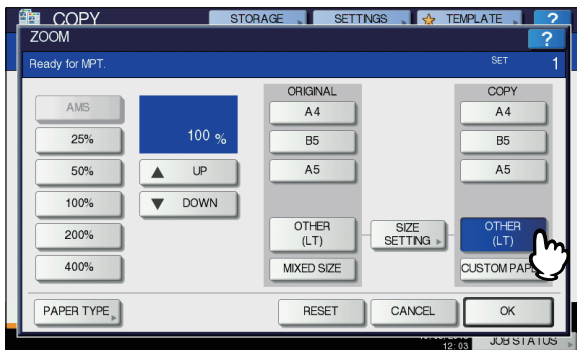 COPY
STORAGE
SETTINGS
TEMPLATE
?
ZOOM
?
Ready for MPT.
SET
1
AMS
25%
50%
100%
200%
400%
100 %
UP
DOWN
ORIGINAL
A4
B5
A5
OTHER
(LT)
MIXED SIZE
SIZE
SETTING
COPY
A4
B5
A5
OTHER
(LT)
CUSTOM
PAPER TYPE
RESET
CANCEL
OK
12:03
JOB STATUS